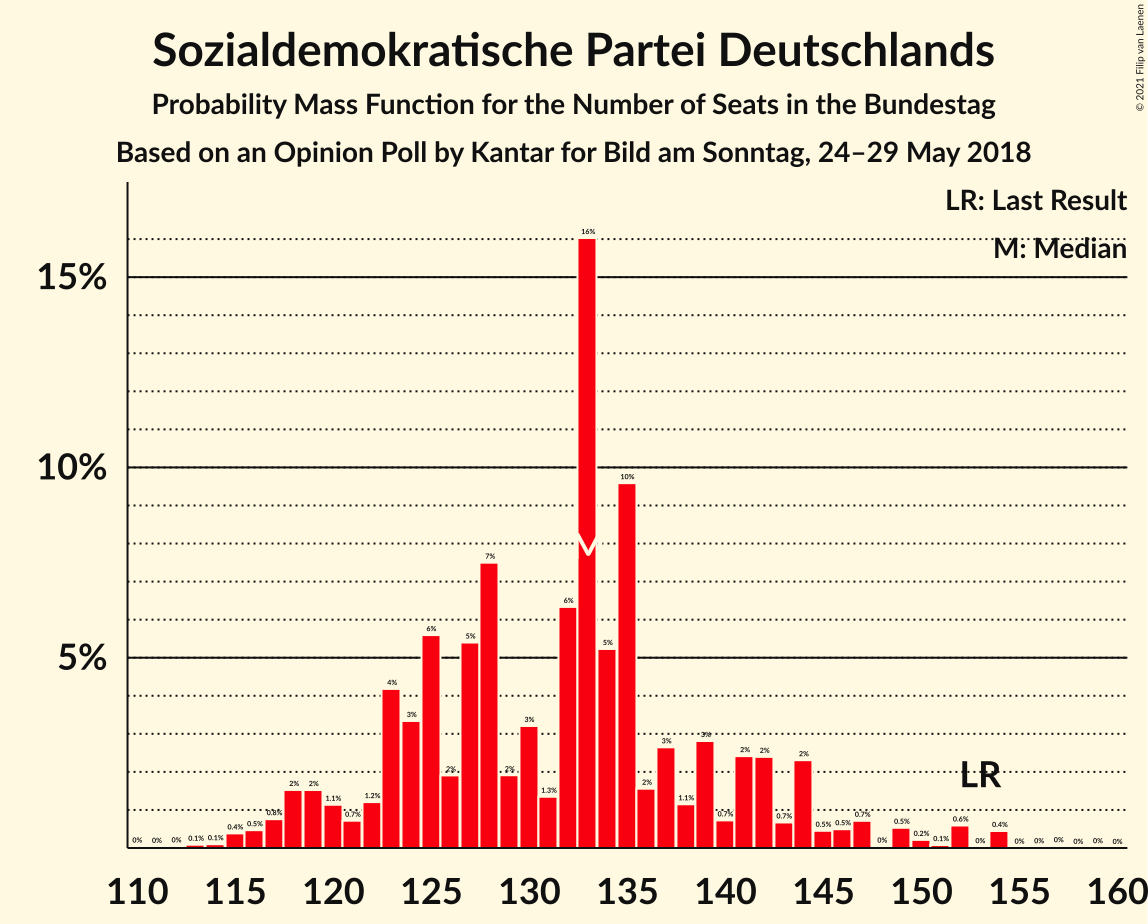 Sozialdemokratische Partei Deutschlands
Probability Mass Function for the Number of Seats in the Bundestag
Based on an Opinion Poll by Kantar for Bild am Sonntag, 24–29 May 2018
© 2021 Filip van Laenen
LR: Last Result
M: Median
15%
10%
5%
0% 0% 0% 0.1% 0.1% 0.4% 0.5% 0.8% 2% 2% 1.1% 0.7% 1.2% 4% 3% 6% 2% 5% 7% 2% 3% 1.3% 6% 16% 5% 10% 2% 3% 1.1% 3% 0.7% 2% 2% 0.7% 2% 0.5% 0.5% 0.7% 0% 0.5% 0.2% 0.1% 0.6% 0% 0.4% 0% 0% 0% 0% 0% 0%
M
LR
110 115 120 125 130 135 140 145 150 155 160